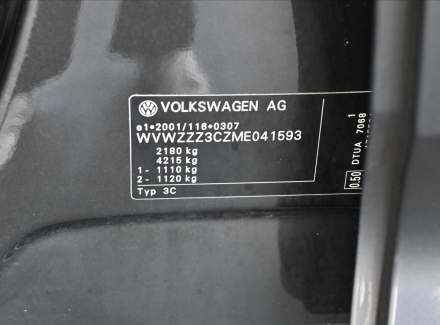 VOLKSWAGEN AG
e1*2001/116*0307
WVWZZZ3CZME041593
2180 kg
4215 kg
1- 1110 kg
2- 1120 kg
Typ 3C
0.50 DTUA 7068
1